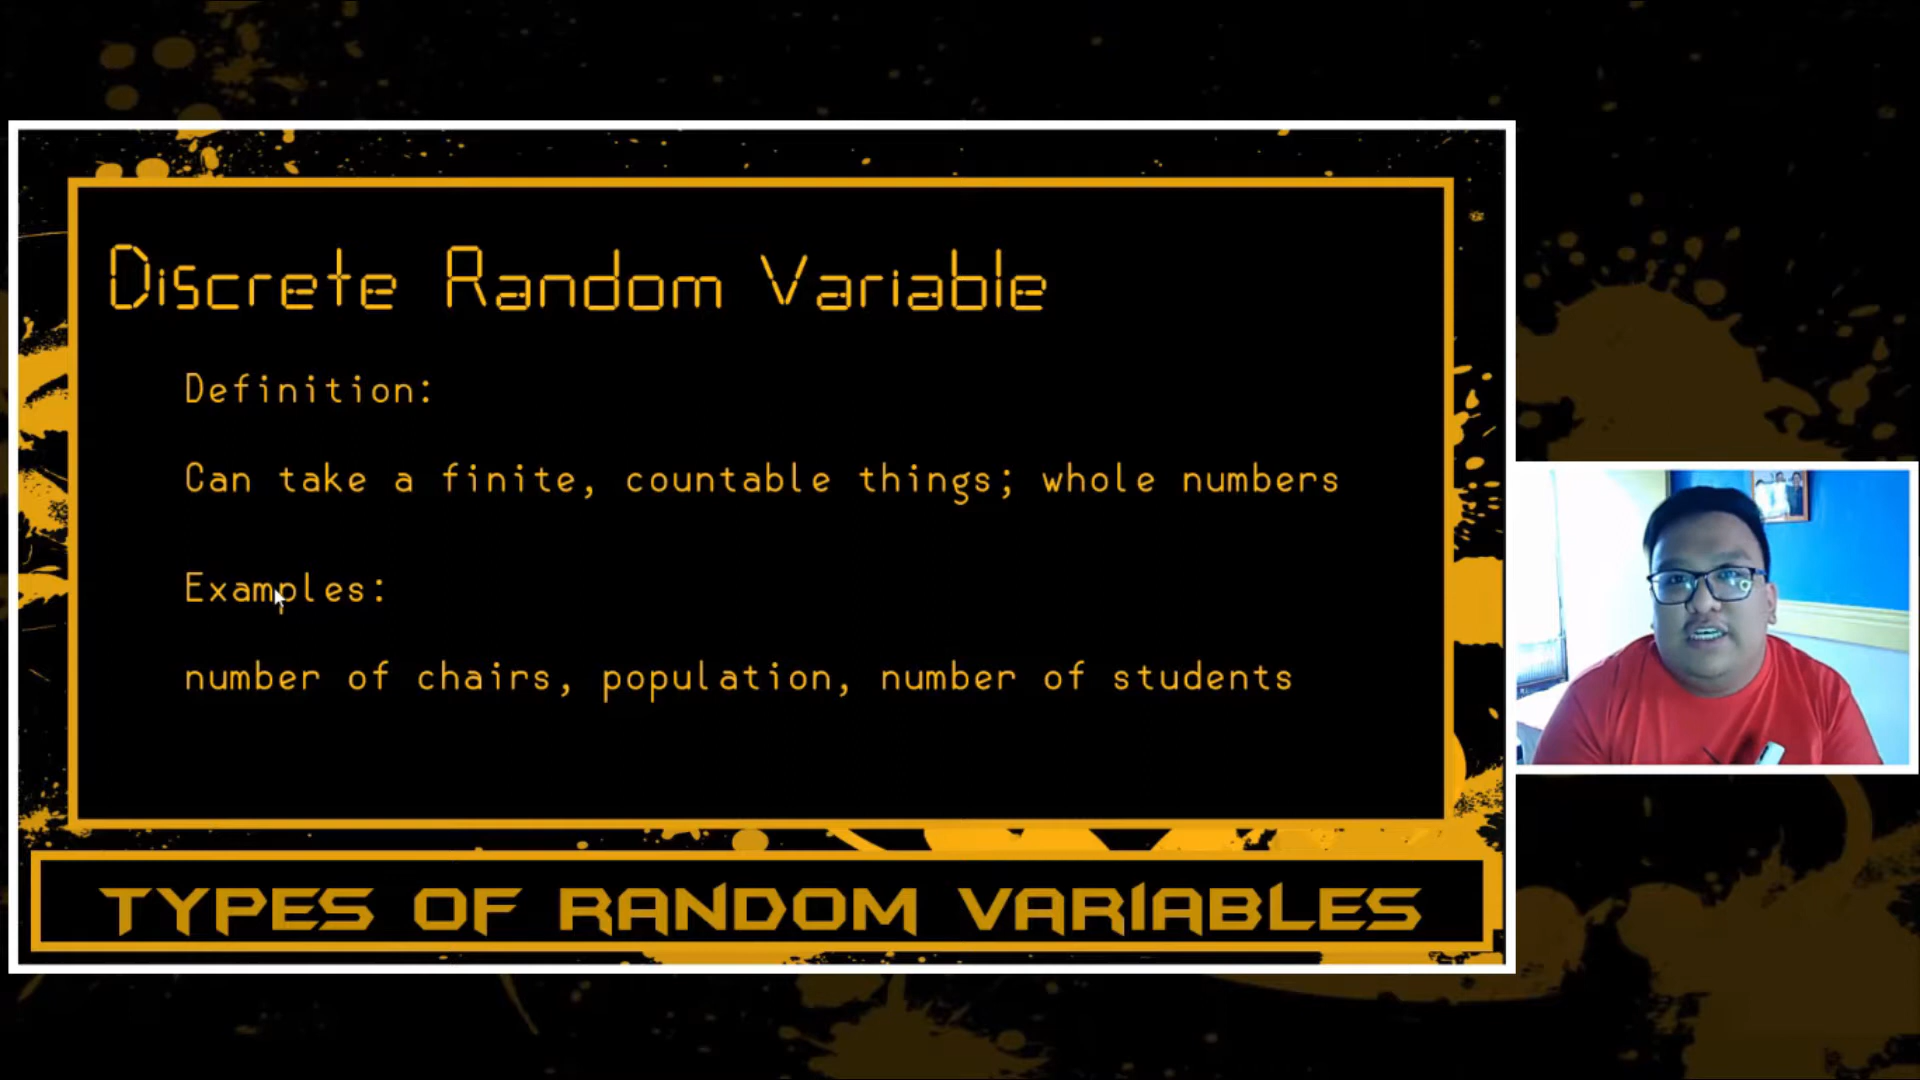 Discrete Random Variable
Definition:
Can take a finite, countable things; whole numbers
Examples:
number of chairs, population, number of students
TYPES OF RANDOM VARIABLES